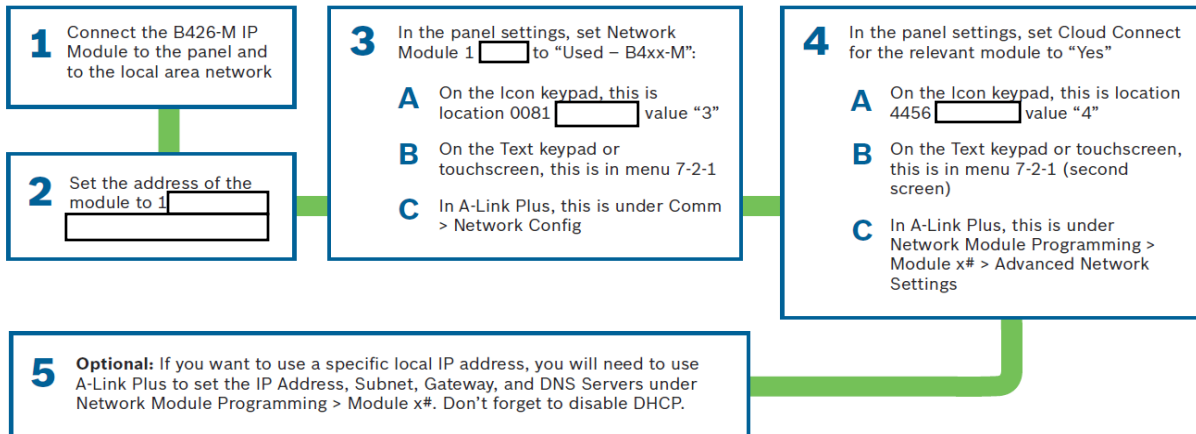 1
Connect the B426-M IP
Module to the panel and
to the local area network
2
Set the address of the
module to 1
3
In the panel settings, set Network
Module 1 to “Used – B4xx-M”:
A
On the Icon keypad, this is
location 0081 value “3”
B
On the Text keypad or
touchscreen, this is in menu 7-2-1
C
In A-Link Plus, this is under Comm
> Network Config
4
In the panel settings, set Cloud Connect
for the relevant module to “Yes”
A
On the Icon keypad, this is location
4456 value “4”
B
On the Text keypad or touchscreen,
this is in menu 7-2-1 (second
screen)
C
In A-Link Plus, this is under
Network Module Programming >
Module x# > Advanced Network
Settings
5
Optional: If you want to use a specific local IP address, you will need to use
A-Link Plus to set the IP Address, Subnet, Gateway, and DNS Servers under
Network Module Programming > Module x#. Don’t forget to disable DHCP.